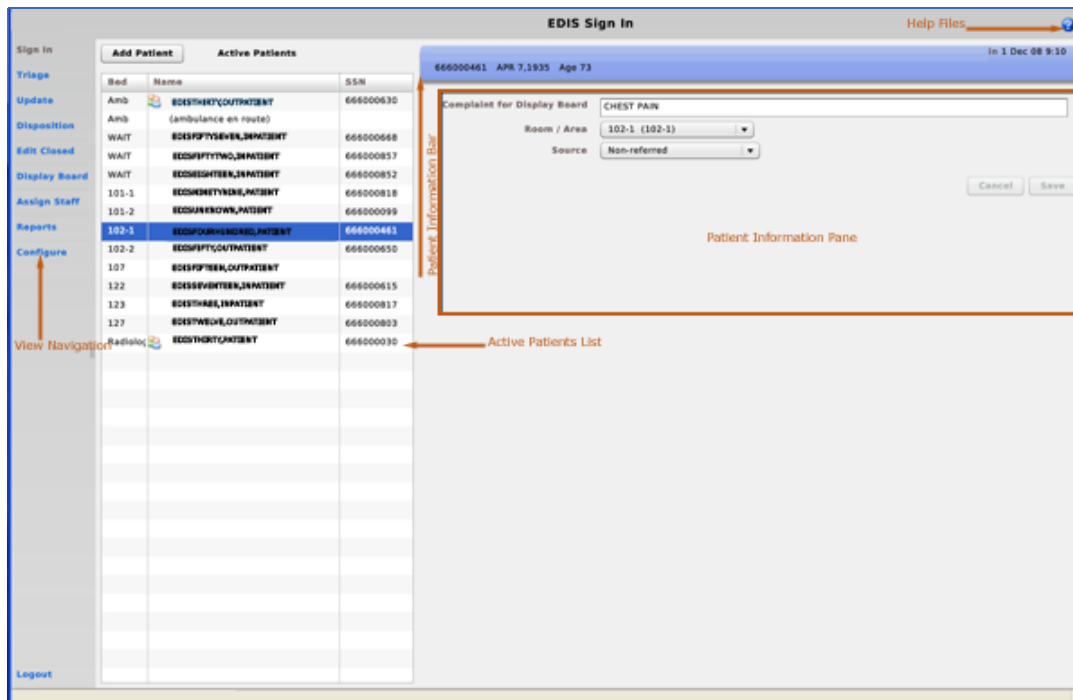 EDIS Sign In
Help Files
Sign In
Triage
Update
Disposition
Edit Closed
Display Board
Assign Staff
Reports
Configure
View Navigation
Logout
Add Patient Active Patients
Bed Name SSN
Amb EDISTHIRTY,OUTPATIENT 666000630
Amb (ambulance en route)
WAIT EDISFIFTYSEVEN,INPATIENT 666000668
WAIT EDISFIFTYTWO,INPATIENT 666000857
WAIT EDISEIGHTEEN,INPATIENT 666000852
101-1 EDISNINETYNINE,PATIENT 666000818
101-2 EDISUNKNOWN,PATIENT 666000099
102-1 EDISFOURHUNDRED,PATIENT 666000461
102-2 EDISFIFTY,OUTPATIENT 666000650
107 EDISFIFTEEN,OUTPATIENT
122 EDISSEVENTEEN,INPATIENT 666000615
123 EDISTHREE,INPATIENT 666000817
127 EDISTWELVE,OUTPATIENT 666000803
Radiolog EDISTHIRTY,PATIENT 666000030
Active Patients List
In 1 Dec 08 9:10
666000461 APR 7,1935 Age 73
Patient Information Bar
Complaint for Display Board CHEST PAIN
Room / Area 102-1 (102-1)
Source Non-referred
Cancel Save
Patient Information Pane